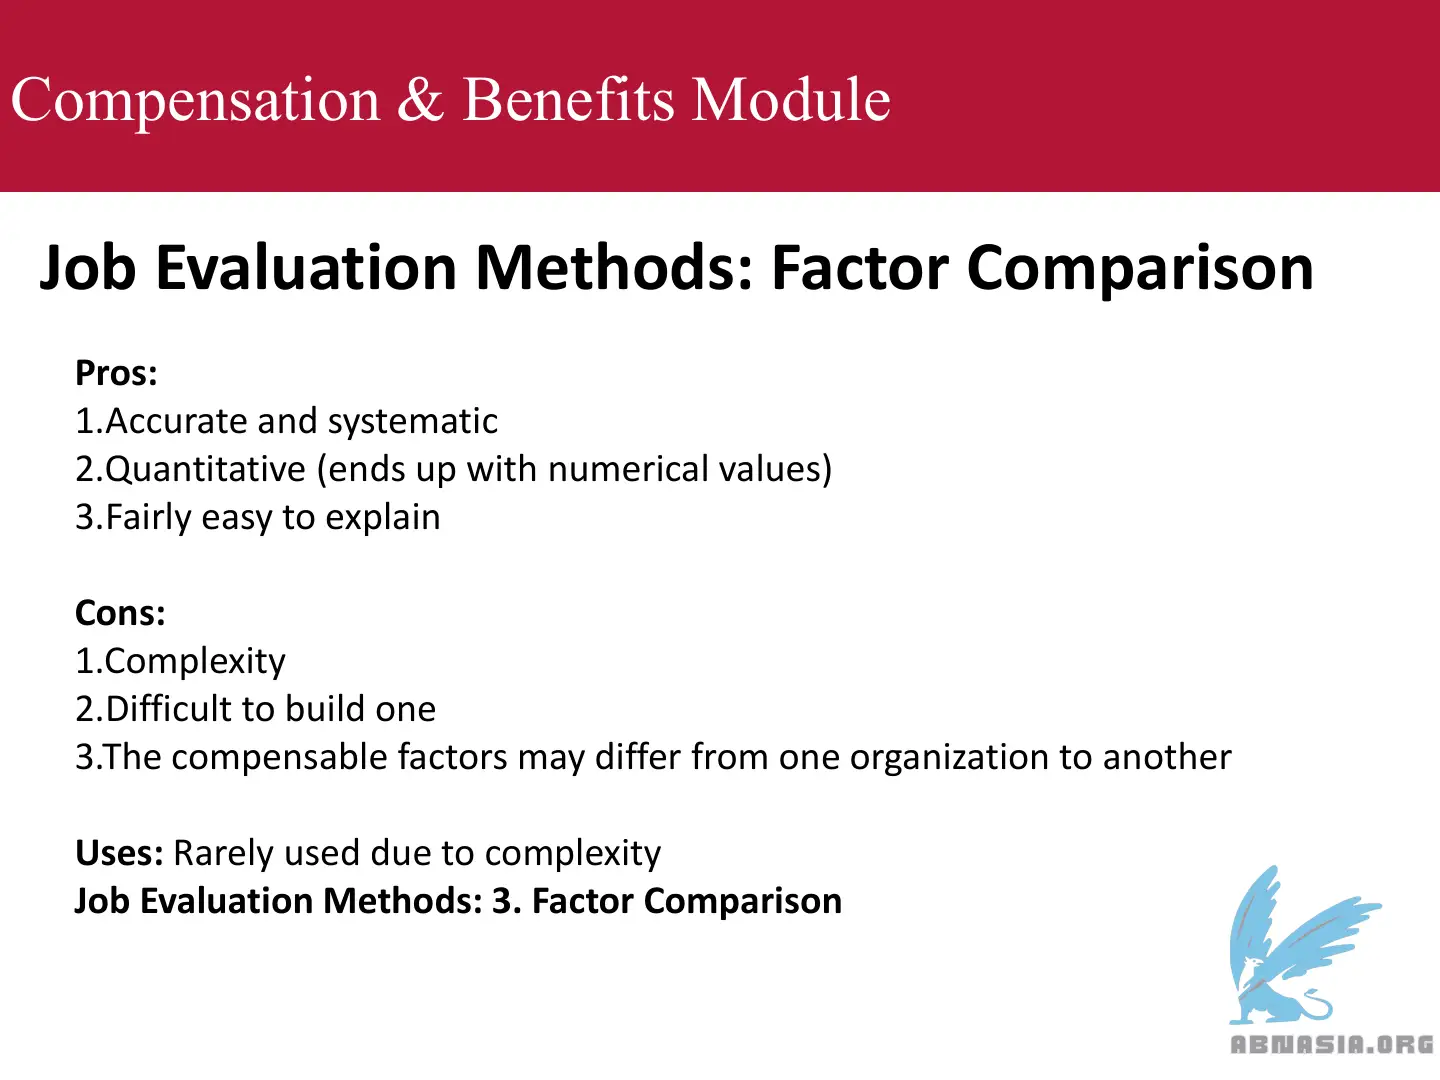 Compensation & Benefits Module
Job Evaluation Methods: Factor Comparison
Pros:
1.Accurate and systematic
2.Quantitative (ends up with numerical values)
3.Fairly easy to explain
Cons:
1.Complexity
2.Difficult to build one
3.The compensable factors may differ from one organization to another
Uses: Rarely used due to complexity
Job Evaluation Methods: 3. Factor Comparison
ABNASIA.ORG